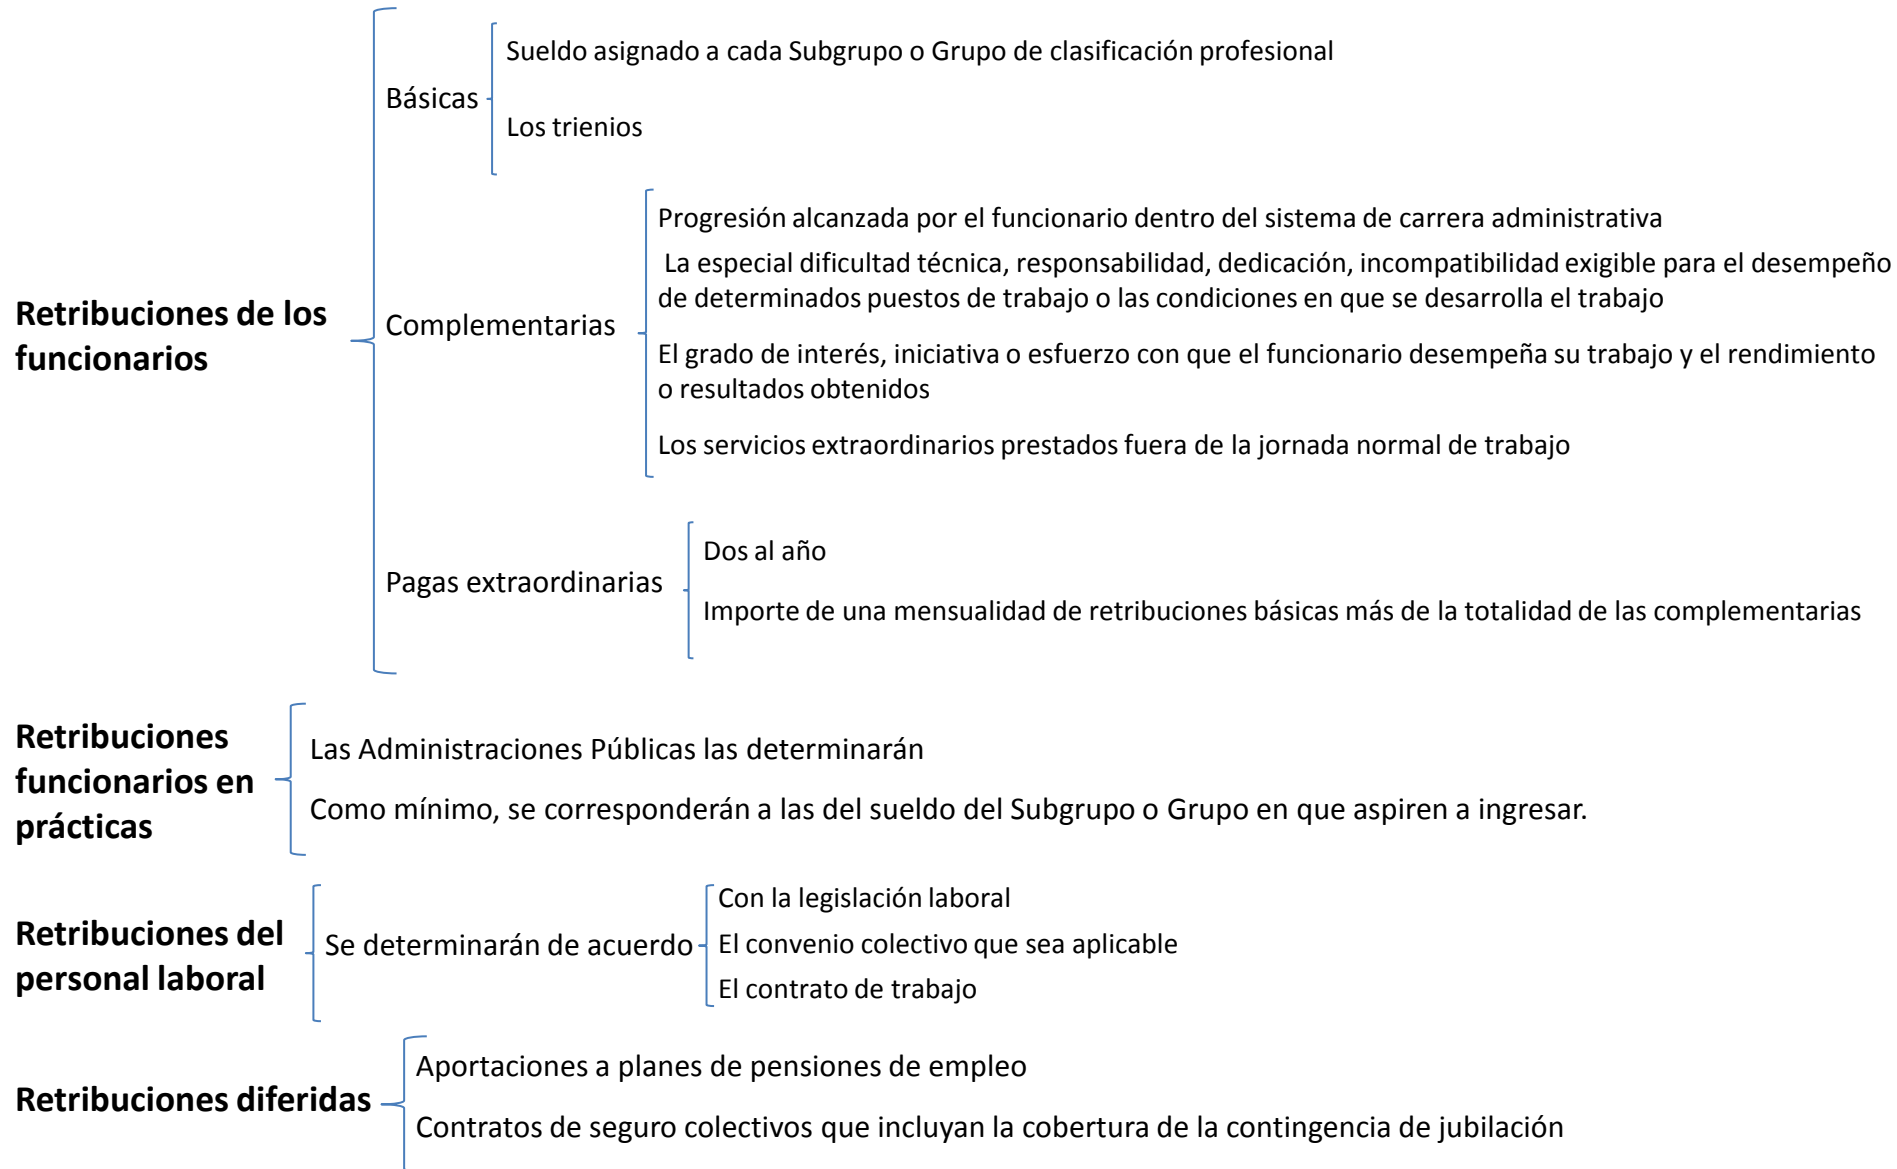 Retribuciones de los
funcionarios
Básicas
Sueldo asignado a cada Subgrupo o Grupo de clasificación profesional
Los trienios
Complementarias
Progresión alcanzada por el funcionario dentro del sistema de carrera administrativa
La especial dificultad técnica, responsabilidad, dedicación, incompatibilidad exigible para el desempeño
de determinados puestos de trabajo o las condiciones en que se desarrolla el trabajo
El grado de interés, iniciativa o esfuerzo con que el funcionario desempeña su trabajo y el rendimiento
o resultados obtenidos
Los servicios extraordinarios prestados fuera de la jornada normal de trabajo
Pagas extraordinarias
Dos al año
Importe de una mensualidad de retribuciones básicas más de la totalidad de las complementarias
Retribuciones
funcionarios en
prácticas
Las Administraciones Públicas las determinarán
Como mínimo, se corresponderán a las del sueldo del Subgrupo o Grupo en que aspiren a ingresar.
Retribuciones del
personal laboral
Se determinarán de acuerdo
Con la legislación laboral
El convenio colectivo que sea aplicable
El contrato de trabajo
Retribuciones diferidas
Aportaciones a planes de pensiones de empleo
Contratos de seguro colectivos que incluyan la cobertura de la contingencia de jubilación